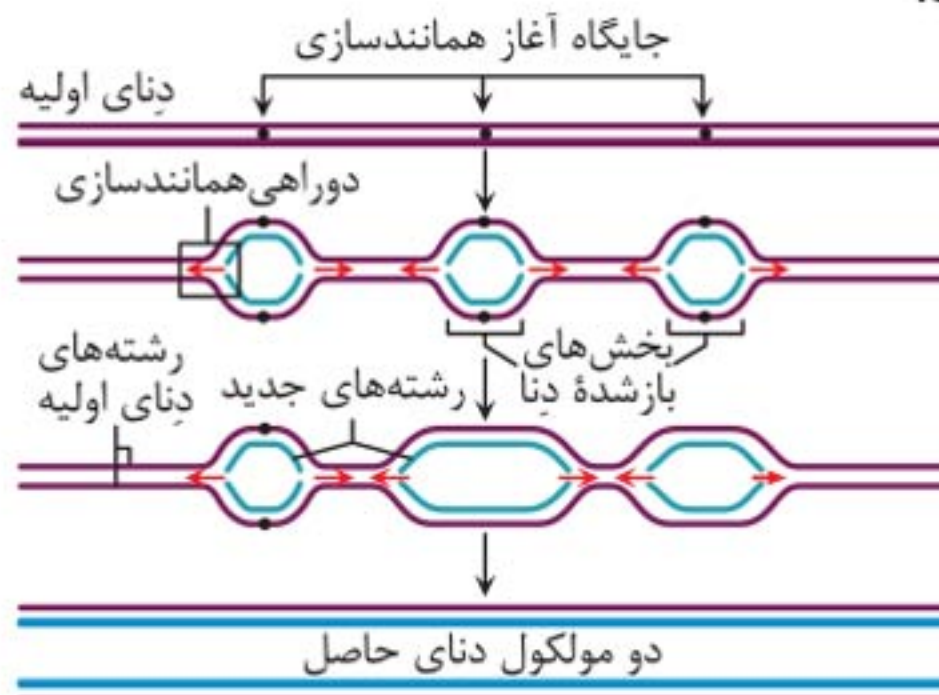 جایگاه آغاز همانندسازی
دِنای اولیه
دوراهی همانندسازی
بخش‌های
بازشدهٔ دِنا
رشته‌های
دِنای اولیه
رشته‌های جدید
دو مولکول دنای حاصل